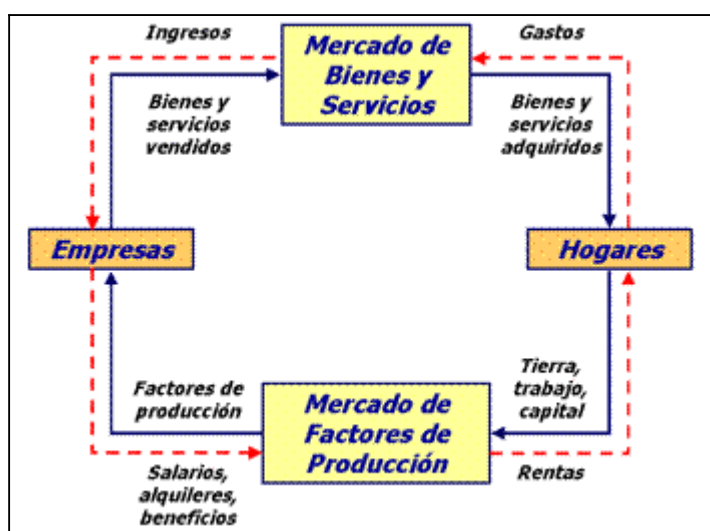 Ingresos
Mercado de
Bienes y
Servicios
Gastos
Bienes y
servicios
vendidos
Bienes y
servicios
adquiridos
Empresas
Hogares
Factores de
producción
Mercado de
Factores de
Producción
Tierra,
trabajo,
capital
Salarios,
alquileres,
beneficios
Rentas